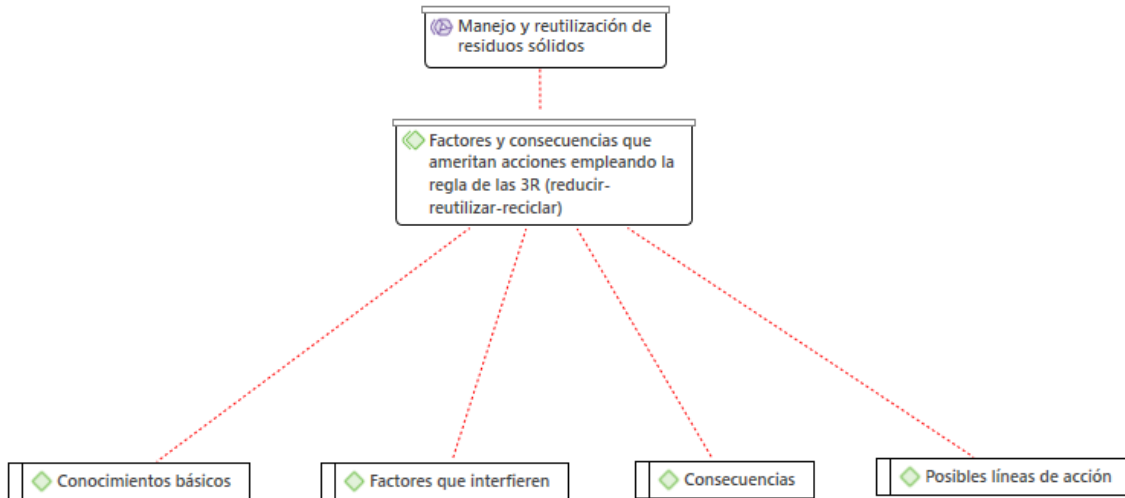 Manejo y reutilización de
residuos sólidos
Factores y consecuencias que
ameritan acciones empleando la
regla de las 3R (reducir-
reutilizar-reciclar)
Conocimientos básicos
Factores que interfieren
Consecuencias
Posibles líneas de acción